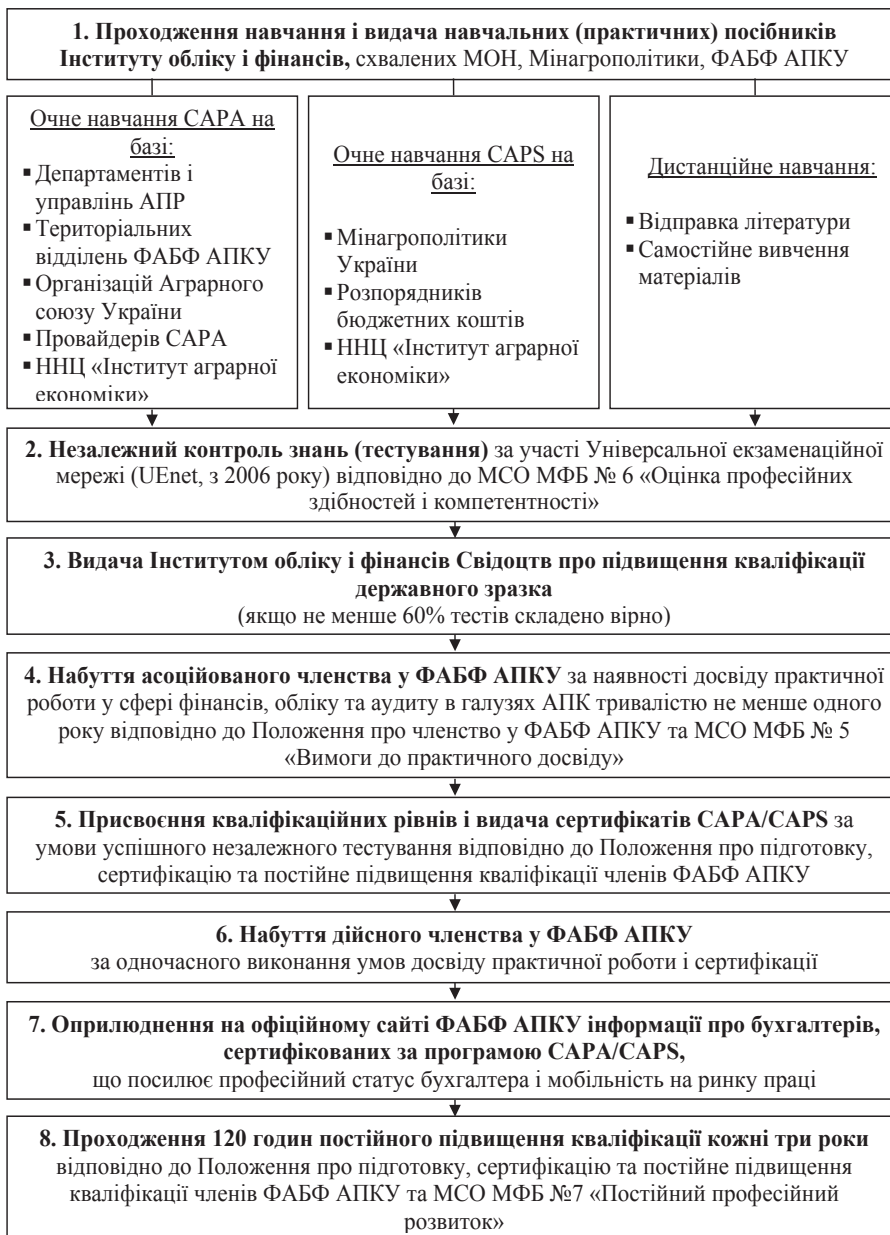 1. Проходження навчання і видача навчальних (практичних) посібників
Інституту обліку і фінансів, схвалених МОН, Мінагрополітики, ФАБФ АПКУ
Очне навчання САРА на
базі:
▪ Департаментів і
управлінь АПР
▪ Територіальних
відділень ФАБФ АПКУ
▪ Організацій Аграрного
союзу України
▪ Провайдерів САРА
▪ ННЦ «Інститут аграрної
економіки»
Очне навчання CAPS на
базі:
▪ Мінагрополітики
України
▪ Розпорядників
бюджетних коштів
▪ ННЦ «Інститут аграрної
економіки»
Дистанційне навчання:
▪ Відправка літератури
▪ Самостійне вивчення
матеріалів
2. Незалежний контроль знань (тестування) за участі Універсальної екзаменаційної
мережі (UEnet, з 2006 року) відповідно до МСО МФБ № 6 «Оцінка професійних
здібностей і компетентності»
3. Видача Інститутом обліку і фінансів Свідоцтв про підвищення кваліфікації
державного зразка
(якщо не менше 60% тестів складено вірно)
4. Набуття асоційованого членства у ФАБФ АПКУ за наявності досвіду практичної
роботи у сфері фінансів, обліку та аудиту в галузях АПК тривалістю не менше одного
року відповідно до Положення про членство у ФАБФ АПКУ та МСО МФБ № 5
«Вимоги до практичного досвіду»
5. Присвоєння кваліфікаційних рівнів і видача сертифікатів CAPA/CAPS за
умови успішного незалежного тестування відповідно до Положення про підготовку,
сертифікацію та постійне підвищення кваліфікації членів ФАБФ АПКУ
6. Набуття дійсного членства у ФАБФ АПКУ
за одночасного виконання умов досвіду практичної роботи і сертифікації
7. Оприлюднення на офіційному сайті ФАБФ АПКУ інформації про бухгалтерів,
сертифікованих за програмою CAPA/CAPS,
що посилює професійний статус бухгалтера і мобільність на ринку праці
8. Проходження 120 годин постійного підвищення кваліфікації кожні три роки
відповідно до Положення про підготовку, сертифікацію та постійне підвищення
кваліфікації членів ФАБФ АПКУ та МСО МФБ №7 «Постійний професійний
розвиток»